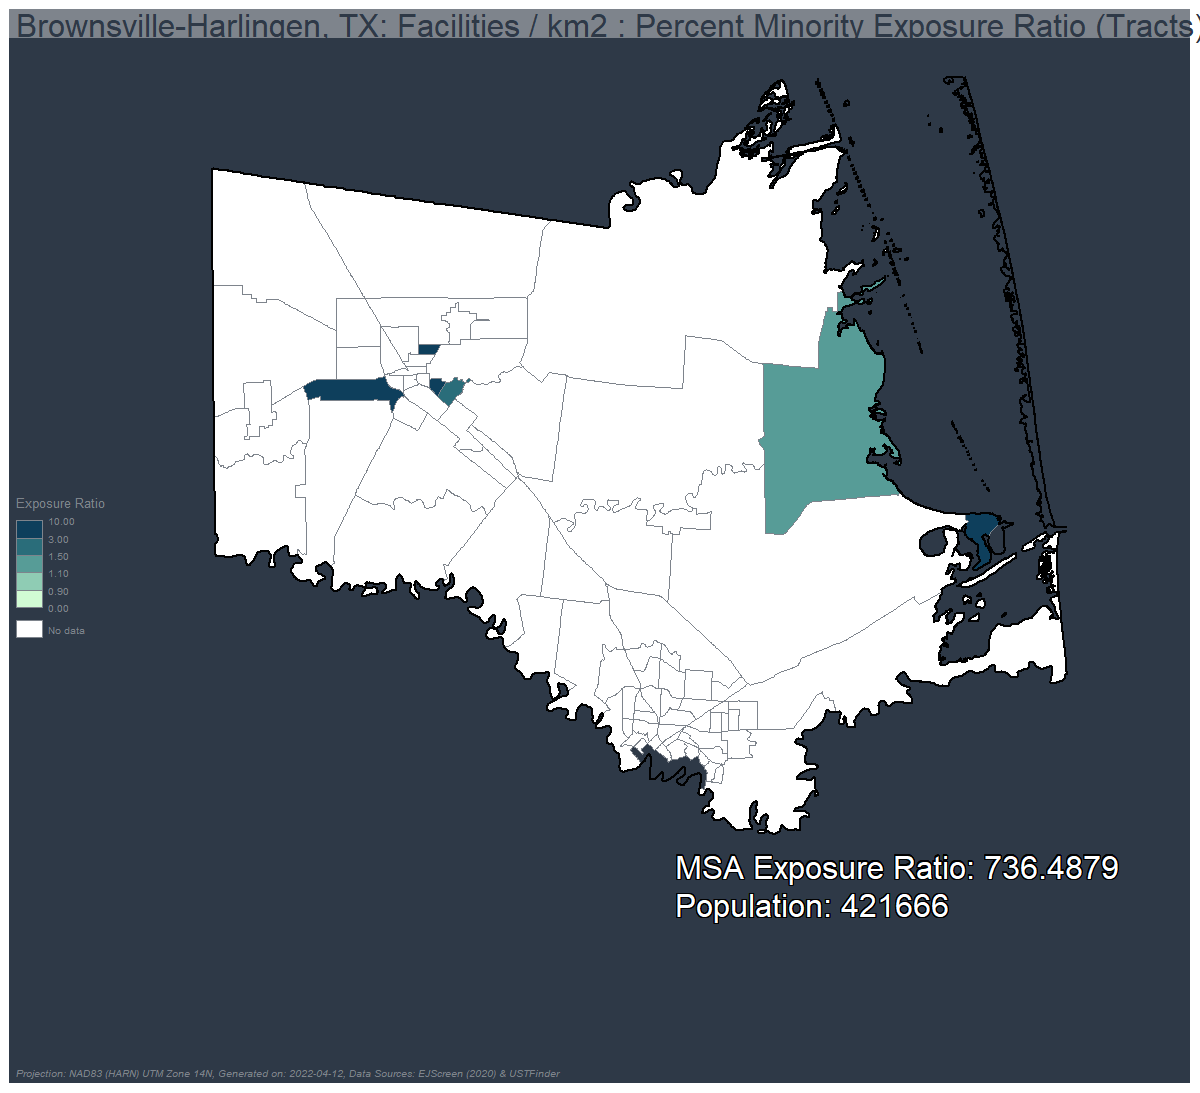 Brownsville-Harlingen, TX: Facilities / km2 : Percent Minority Exposure Ratio (Tracts)
Exposure Ratio
10.00
3.00
1.50
1.10
0.90
0.00
No data
MSA Exposure Ratio: 736.4879
Population: 421666
Projection: NAD83 (HARN) UTM Zone 14N, Generated on: 2022-04-12, Data Sources: EJScreen (2020) & USTFinder